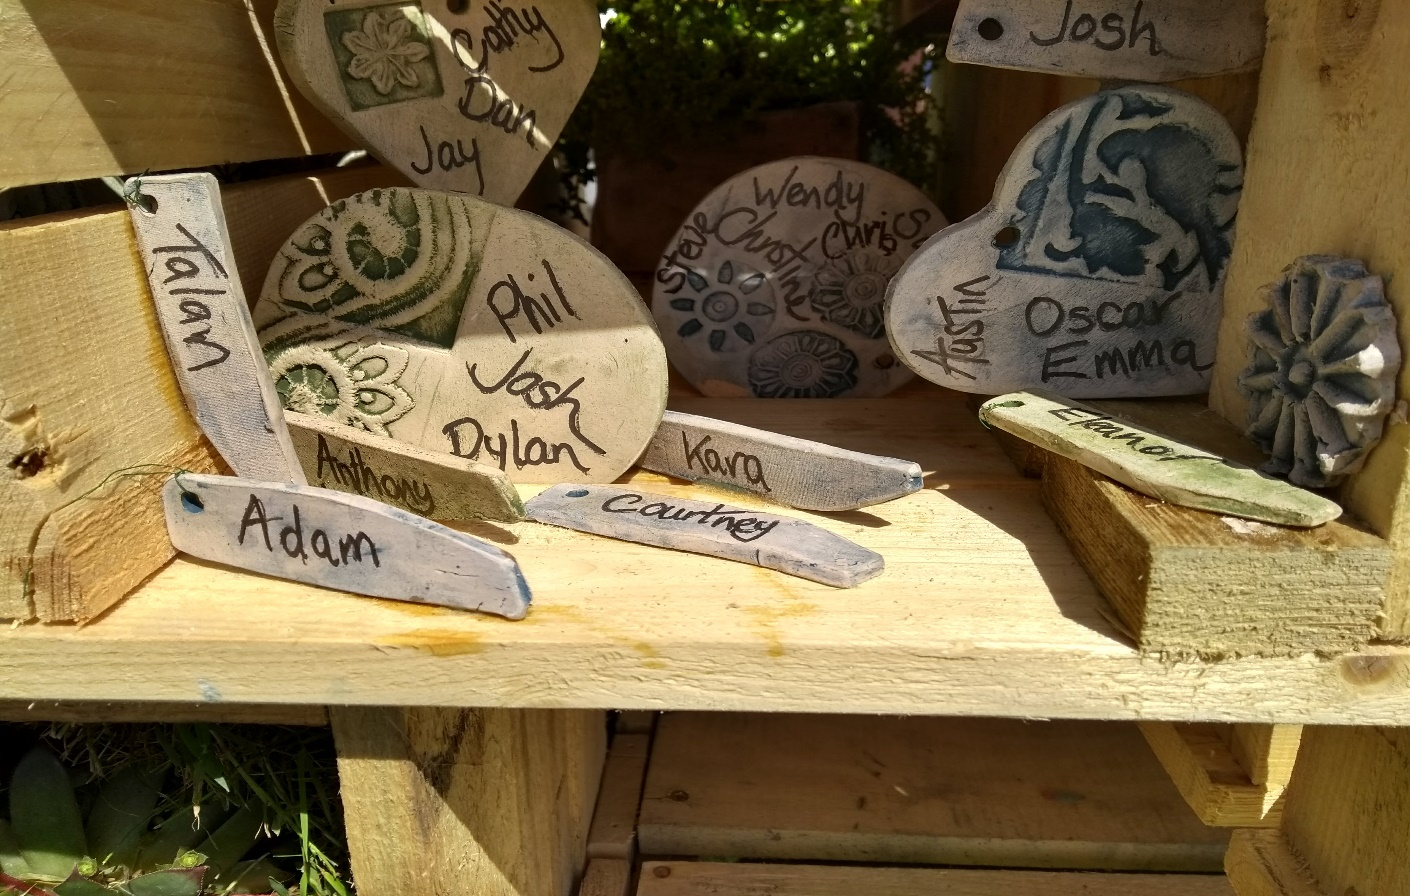 Cathy
Dan
Jay
Josh
Talan
Phil
Josh
Dylan
Wendy
Steve
Christine
Chris
Austin
Oscar
Emma
Anthony
Kara
Eleanor
Adam
Courtney